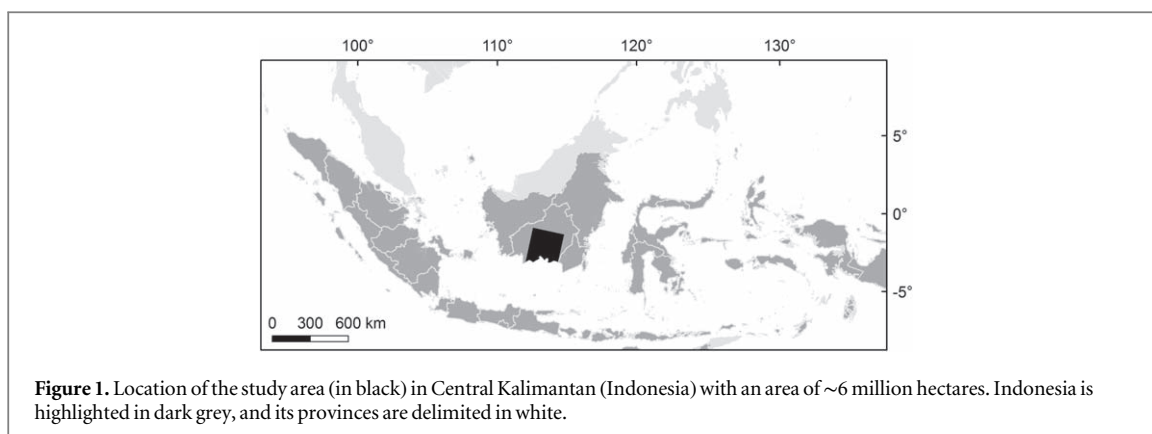 100° 110° 120° 130°
5°
0°
-5°
0 300 600 km
Figure 1. Location of the study area (in black) in Central Kalimantan (Indonesia) with an area of ~6 million hectares. Indonesia is
highlighted in dark grey, and its provinces are delimited in white.